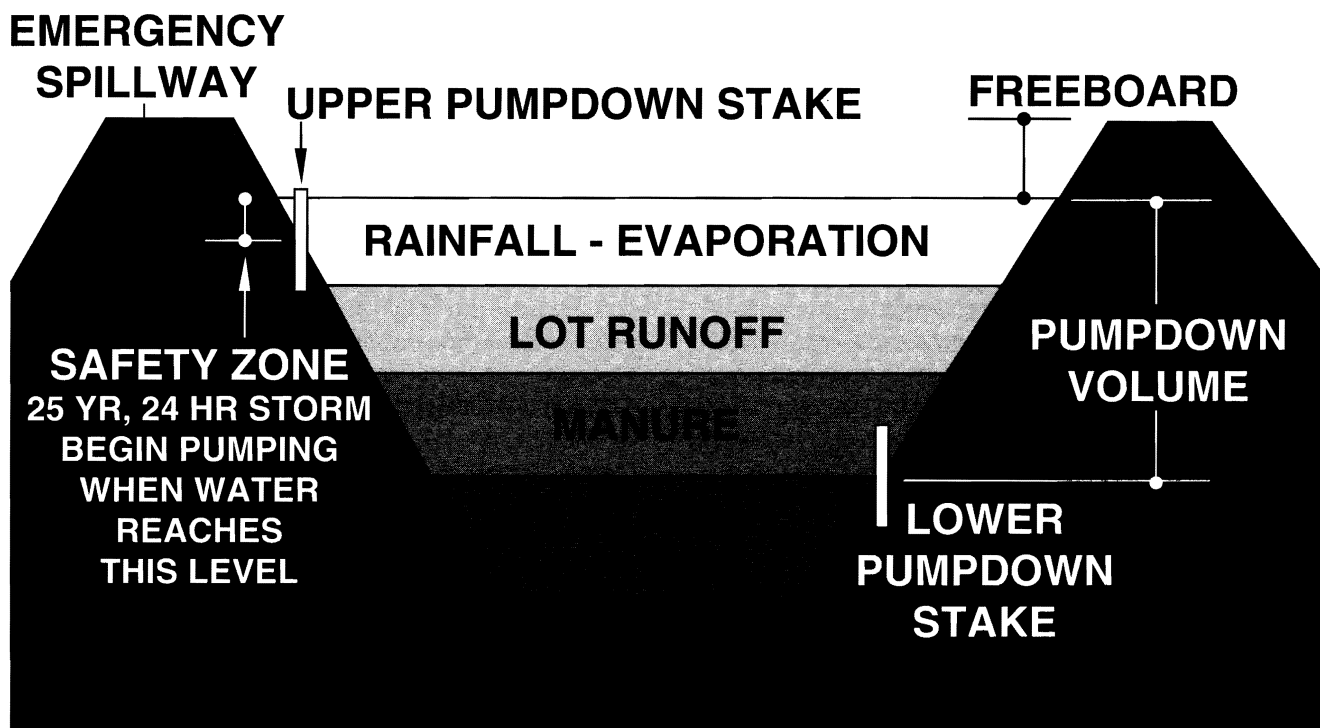 EMERGENCY
SPILLWAY
UPPER PUMPDOWN STAKE
FREEBOARD
RAINFALL - EVAPORATION
LOT RUNOFF
MANURE
PUMPDOWN
VOLUME
SAFETY ZONE
25 YR, 24 HR STORM
BEGIN PUMPING
WHEN WATER
REACHES
THIS LEVEL
LOWER
PUMPDOWN
STAKE